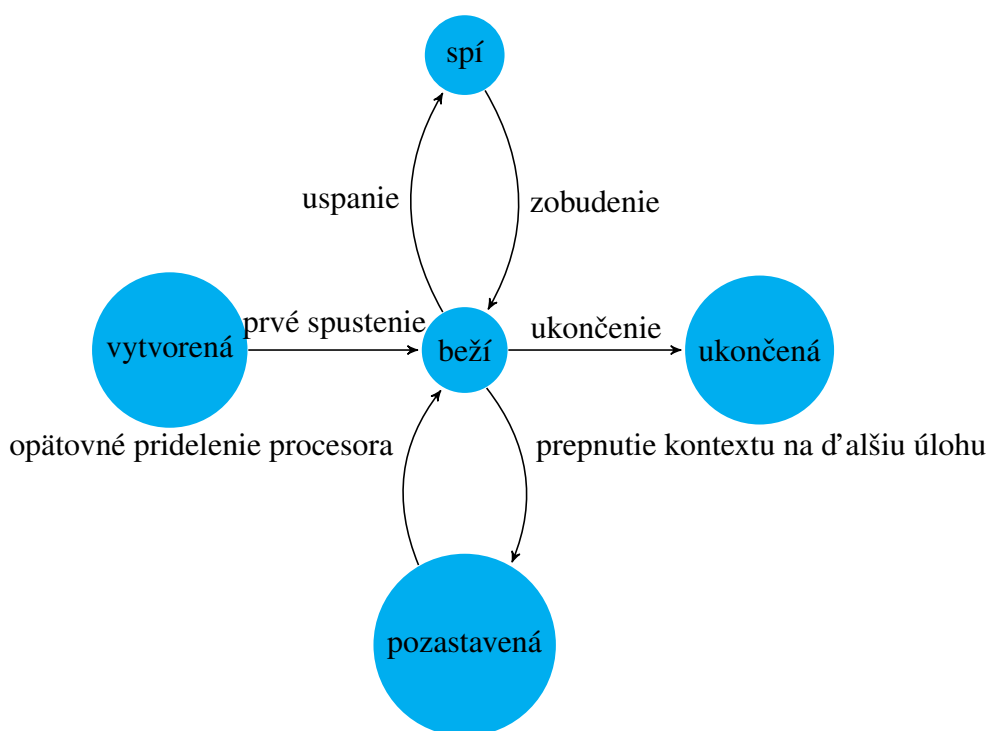 spí
uspanie
zobudenie
prvé spustenie
ukončenie
vytvorená
beží
ukončená
opätovné pridelenie procesora
prepnutie kontextu na ďalšiu úlohu
pozastavená